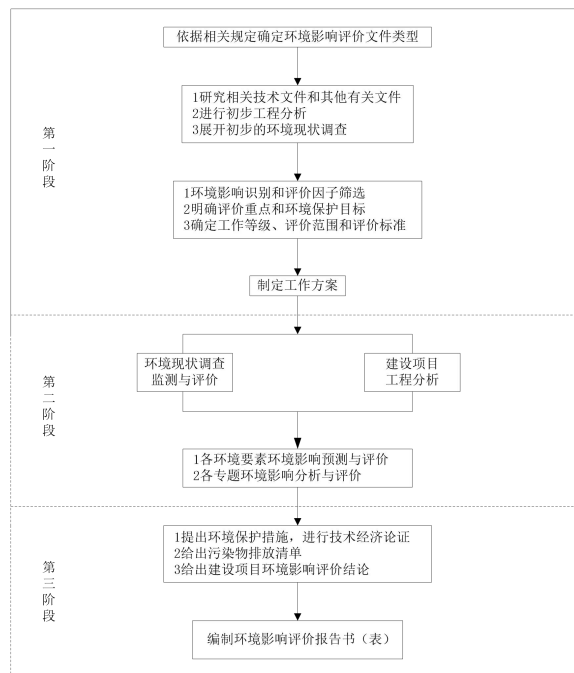 依据相关规定确定环境影响评价文件类型
第一阶段
1研究相关技术文件和其他有关文件
2进行初步工程分析
3展开初步的环境现状调查
1环境影响识别和评价因子筛选
2明确评价重点和环境保护目标
3确定工作等级、评价范围和评价标准
制定工作方案
第二阶段
环境现状调查
监测与评价
建设项目
工程分析
1各环境要素环境影响预测与评价
2各专题环境影响分析与评价
第三阶段
1提出环境保护措施，进行技术经济论证
2给出污染物排放清单
3给出建设项目环境影响评价结论
编制环境影响评价报告书（表）